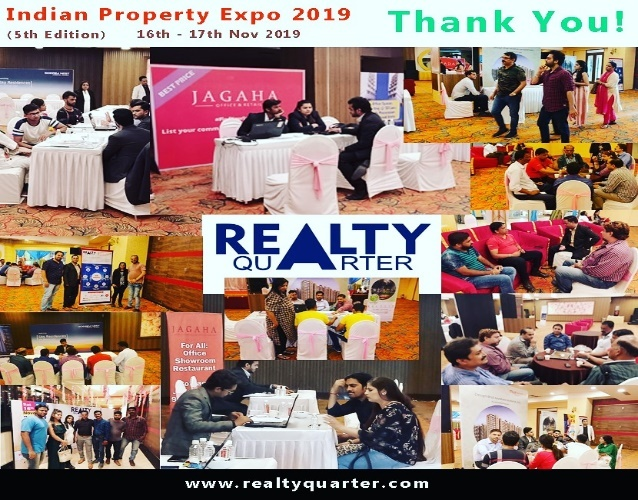 Indian Property Expo 2019
(5th Edition) 16th - 17th Nov 2019
Thank You!
BEST PRICE
JAGAHA
OFFICE & RETAIL
List your comm
REALTY
QUARTER
JAGAHA
For All:
Office
Showroom
Restaurant
REALTY
www.realtyquarter.com